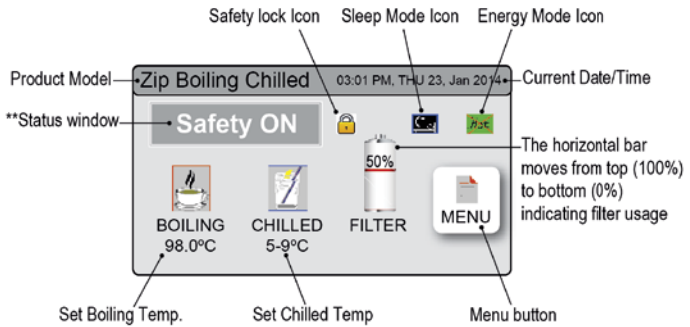 Safety lock Icon
Sleep Mode Icon
Energy Mode Icon
Product Model
Zip Boiling Chilled
03:01 PM, THU 23, Jan 2014
Current Date/Time
**Status window
Safety ON
hot
The horizontal bar
moves from top (100%)
to bottom (0%)
indicating filter usage
50%
BOILING
98.0ºC
CHILLED
5-9ºC
FILTER
MENU
Set Boiling Temp.
Set Chilled Temp
Menu button